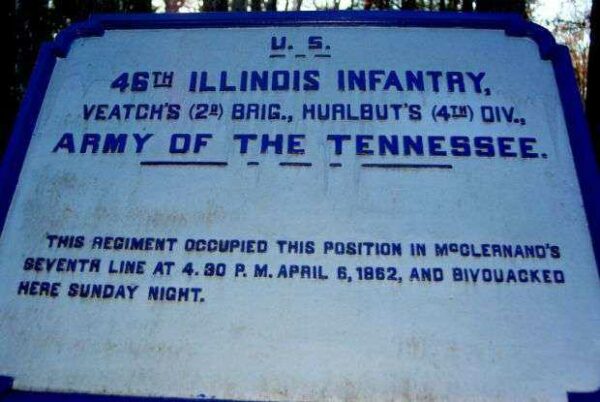 U. S.
46TH ILLINOIS INFANTRY,
VEATCH'S (2D) BRIG., HURLBUT'S (4TH) DIV.,
ARMY OF THE TENNESSEE.
THIS REGIMENT OCCUPIED THIS POSITION IN McCLERNAND'S
SEVENTH LINE AT 4.30 P. M. APRIL 6, 1862, AND BIVOUACKED
HERE SUNDAY NIGHT.